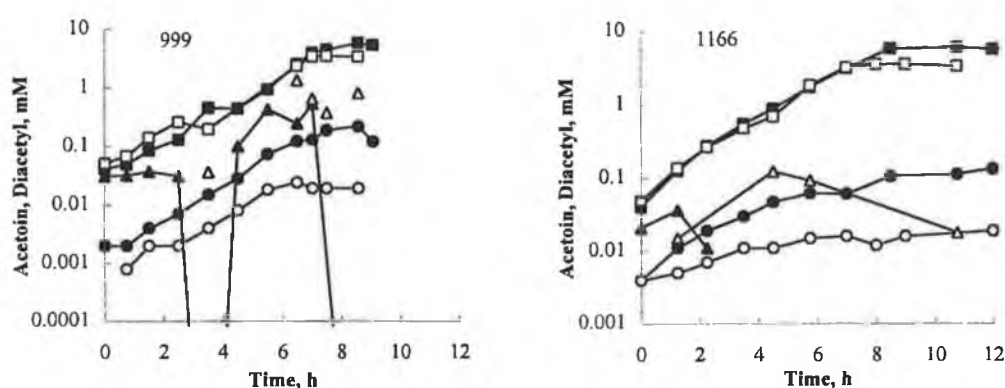 Acetoin, Diacetyl, mM
10
1
0.1
0.01
0.001
0.0001
999
0 2 4 6 8 10 12
Time, h
Acetoin, Diacetyl, mM
10
1
0.1
0.01
0.001
1166
0 2 4 6 8 10 12
Time, h